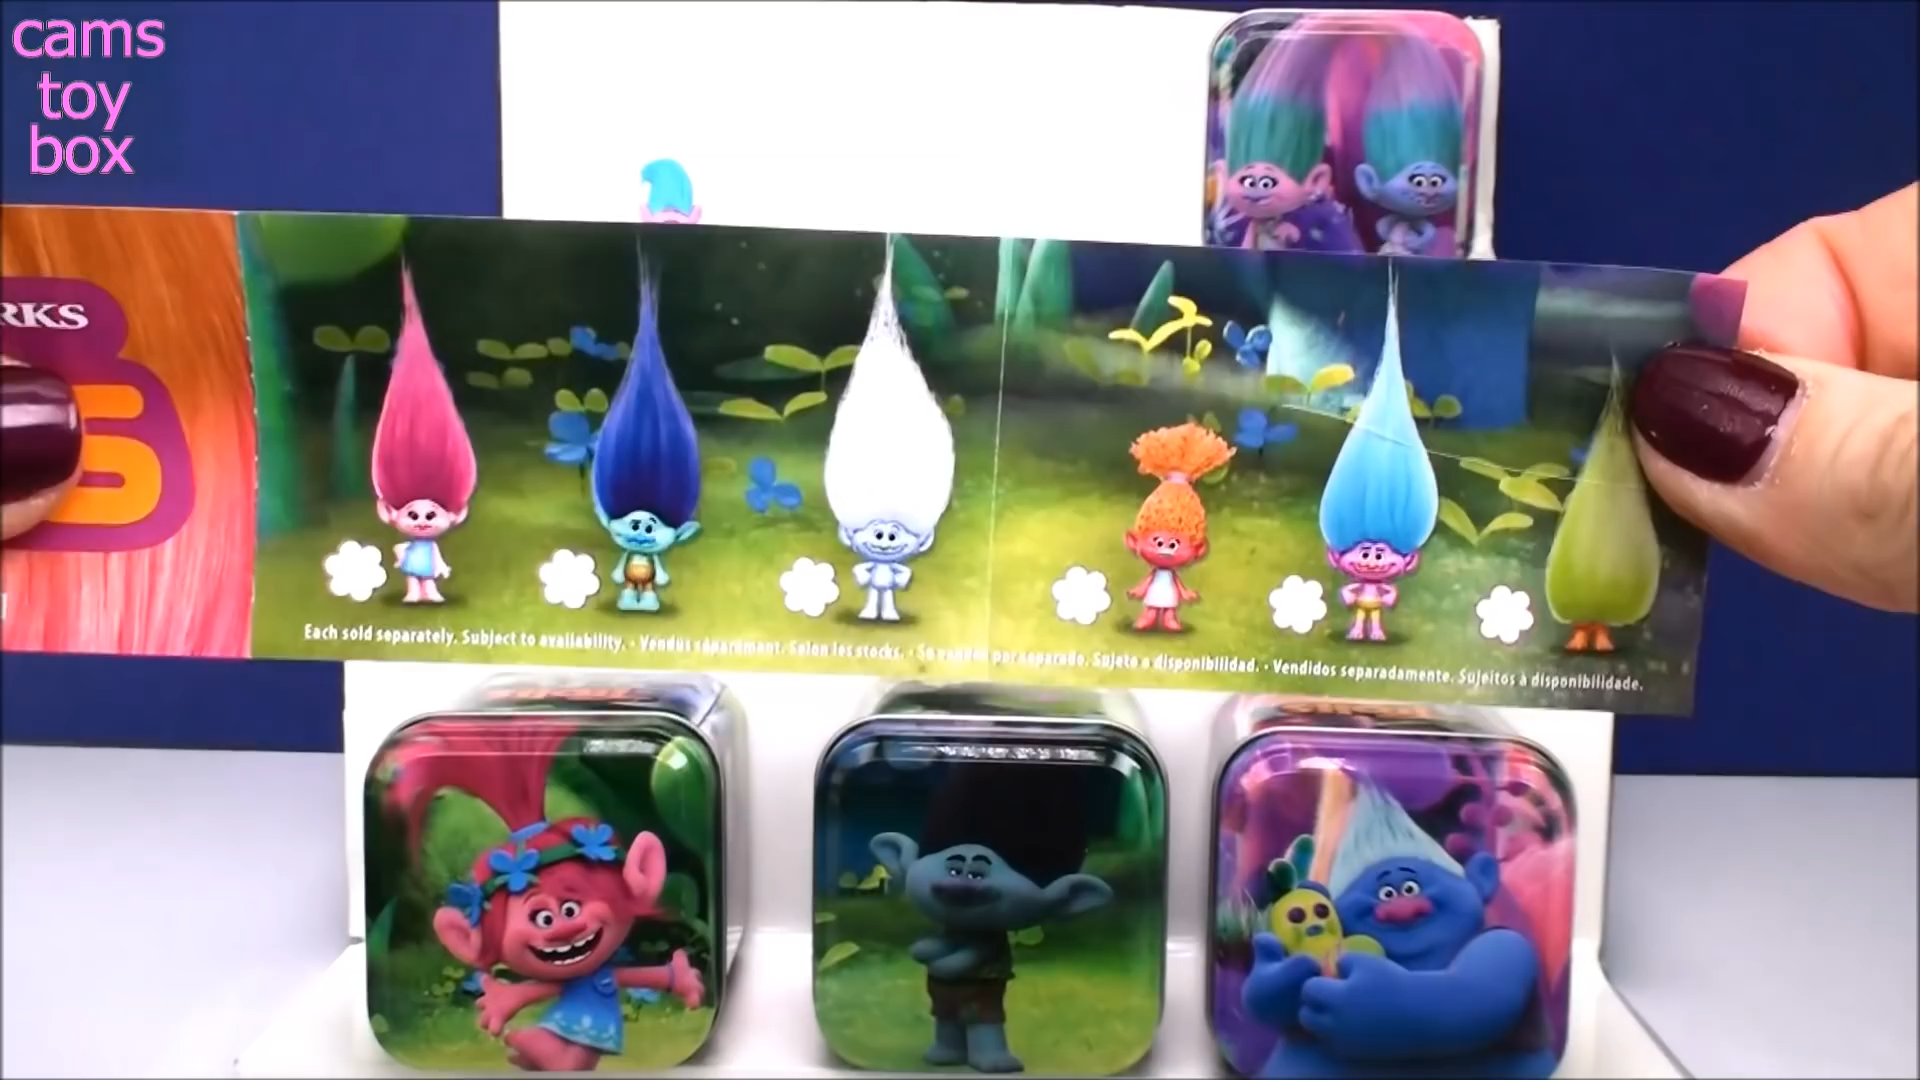 cams
toy
box
RKS
S
Each sold separately. Subject to availability. - Vendus séparément. Selon les stocks. - Se venden por separado. Sujeto a disponibilidad. - Vendidos separadamente. Sujeitos à disponibilidade.